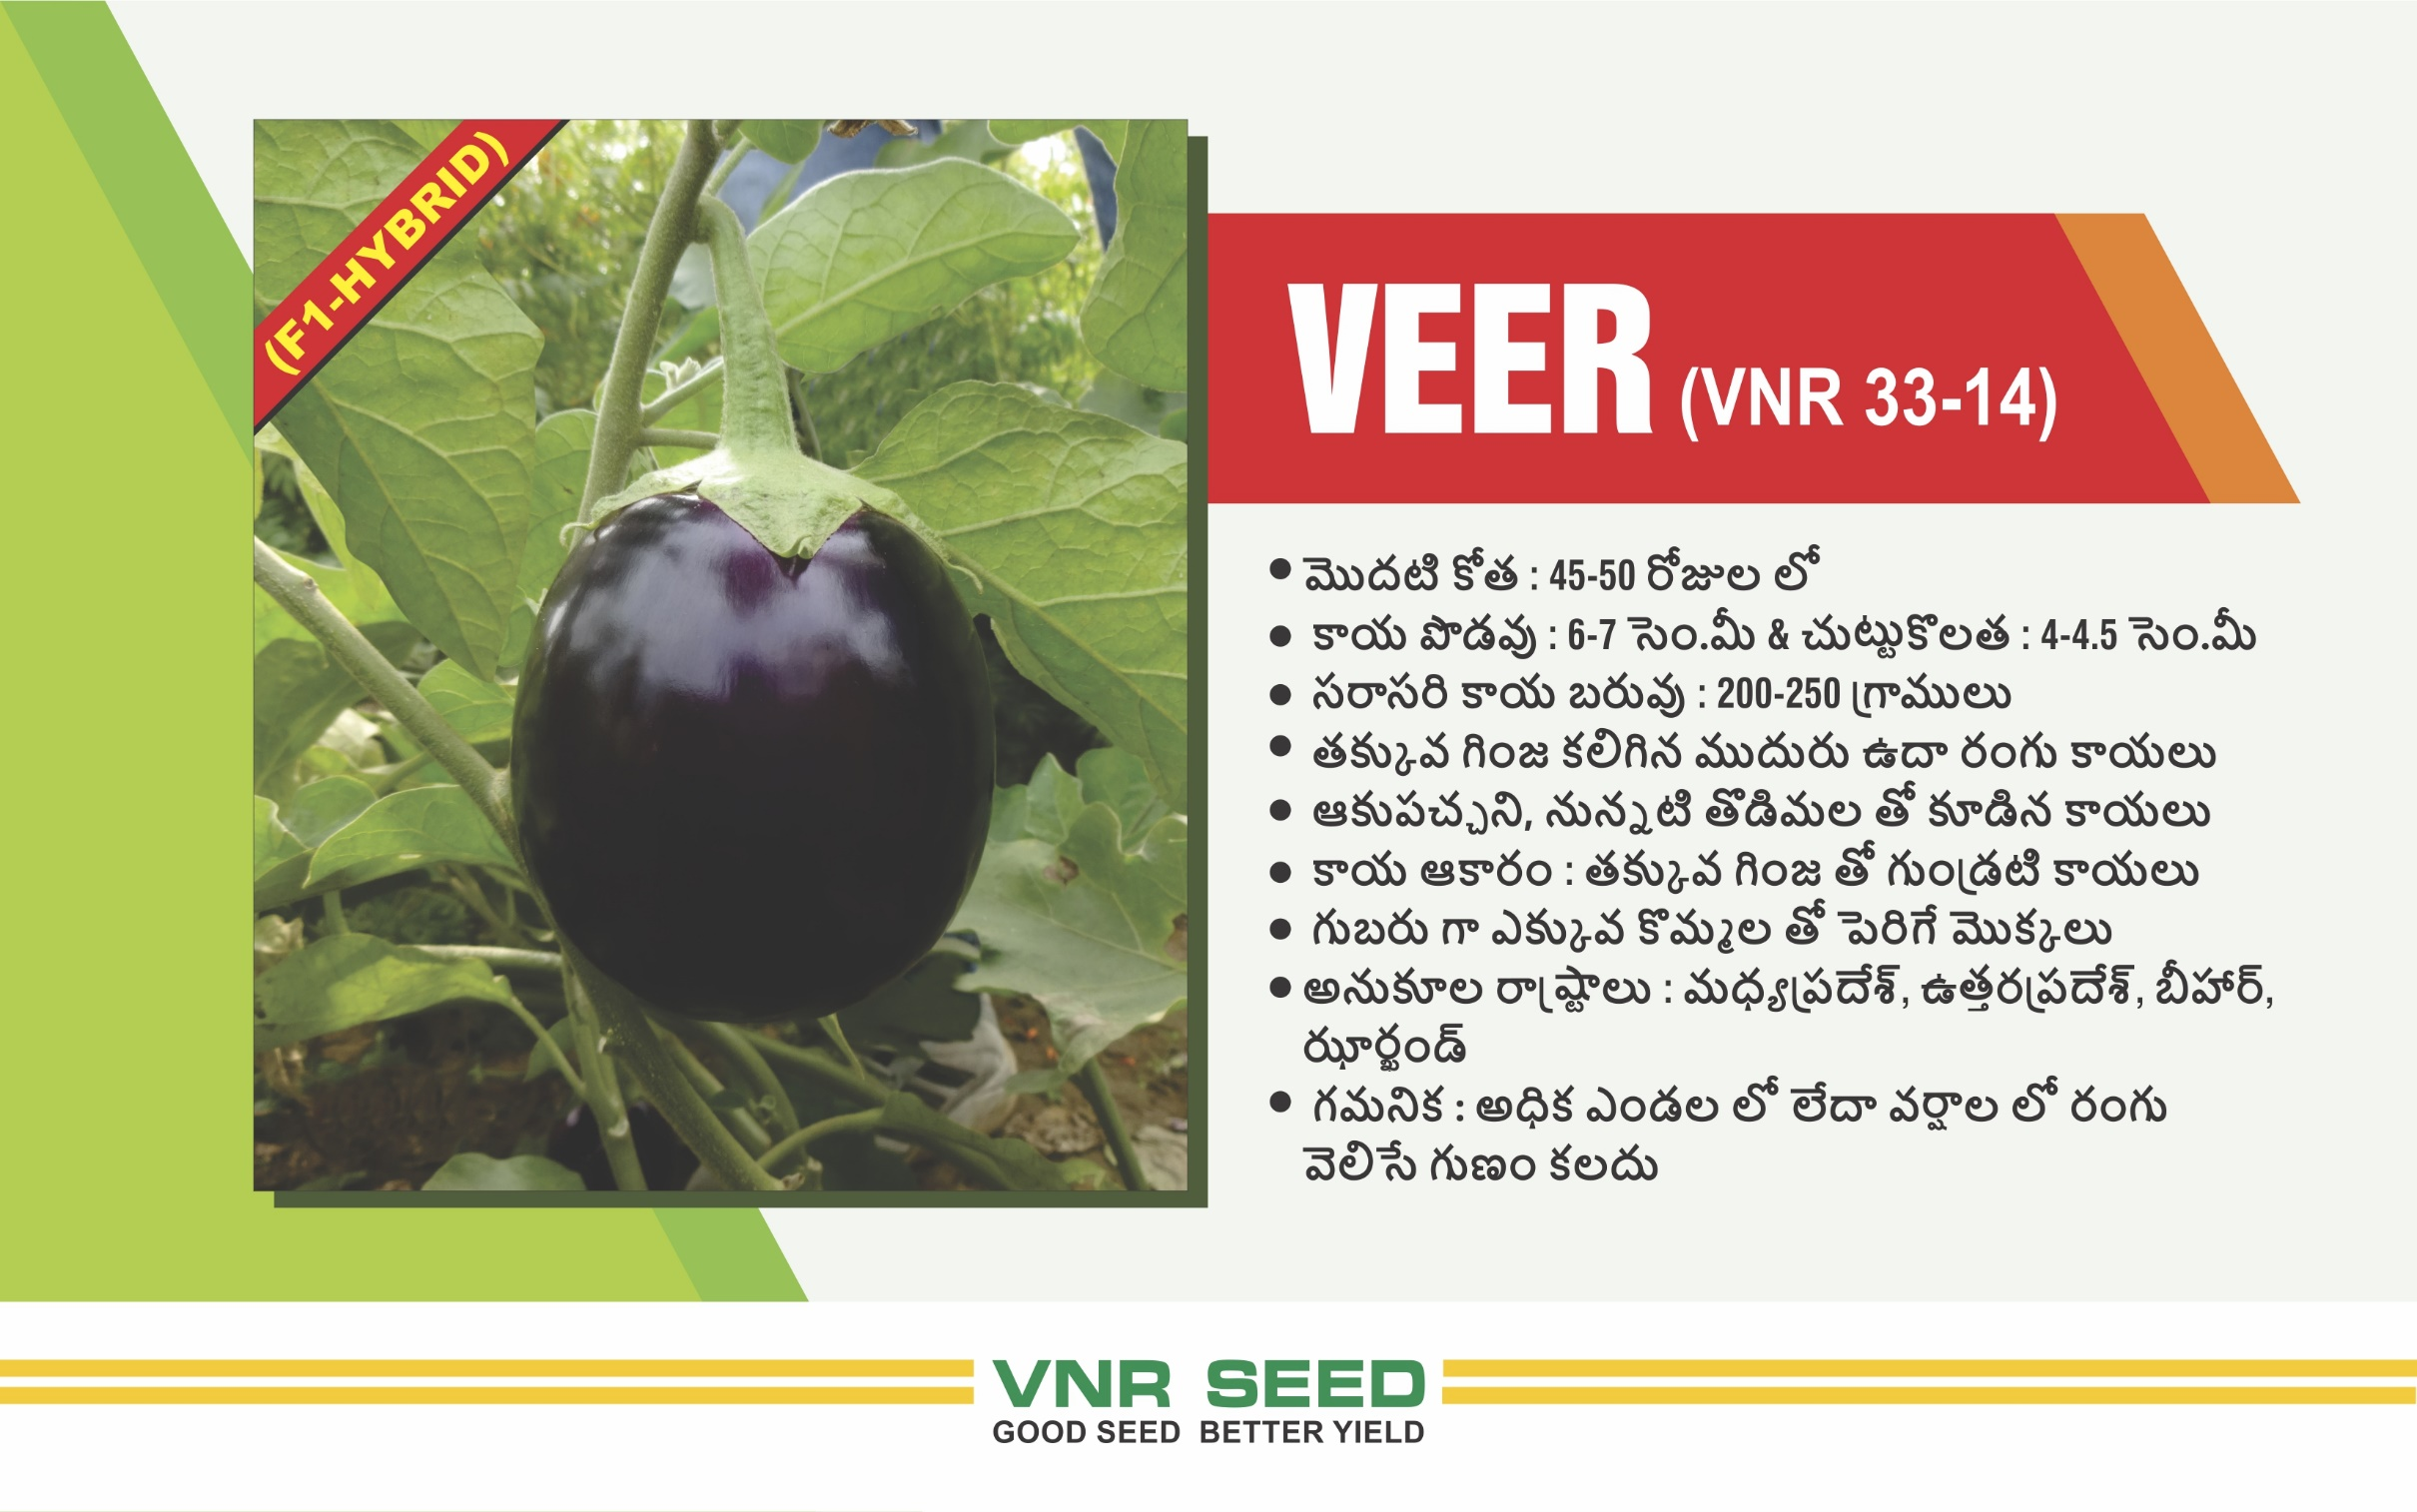 (F1-HYBRID)
VEER (VNR 33-14)
• మొదటి కోత : 45-50 రోజుల లో
• కాయ పొడవు : 6-7 సెం.మీ & చుట్టుకొలత : 4-4.5 సెం.మీ
• సరాసరి కాయ బరువు : 200-250 గ్రాములు
• తక్కువ గింజ కలిగిన ముదురు ఉదా రంగు కాయలు
• ఆకుపచ్చని, నున్నటి తొడిమల తో కూడిన కాయలు
• కాయ ఆకారం : తక్కువ గింజ తో గుండ్రటి కాయలు
• గుబరు గా ఎక్కువ కొమ్మల తో పెరిగే మొక్కలు
• అనుకూల రాష్ట్రాలు : మధ్యప్రదేశ్, ఉత్తరప్రదేశ్, బీహార్,
ఝార్ఖండ్
• గమనిక : అధిక ఎండల లో లేదా వర్షాల లో రంగు
వెలిసే గుణం కలదు
VNR SEED
GOOD SEED BETTER YIELD